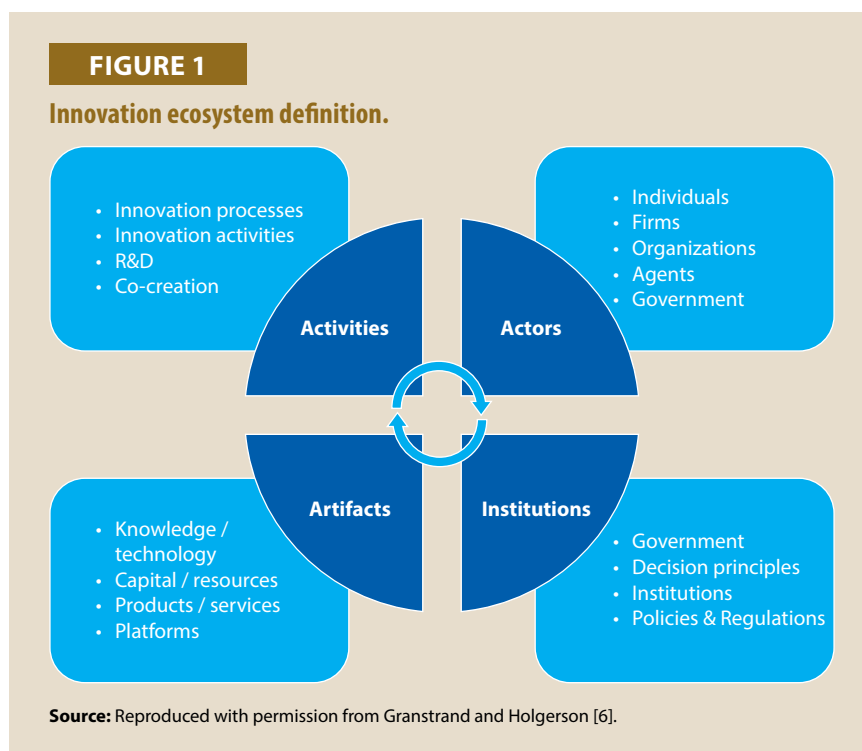 FIGURE 1
Innovation ecosystem definition.
• Innovation processes
• Innovation activities
• R&D
• Co-creation
• Individuals
• Firms
• Organizations
• Agents
• Government
Activities
Actors
Artifacts
Institutions
• Knowledge /
technology
• Capital / resources
• Products / services
• Platforms
• Government
• Decision principles
• Institutions
• Policies & Regulations
Source: Reproduced with permission from Granstrand and Holgerson [6].